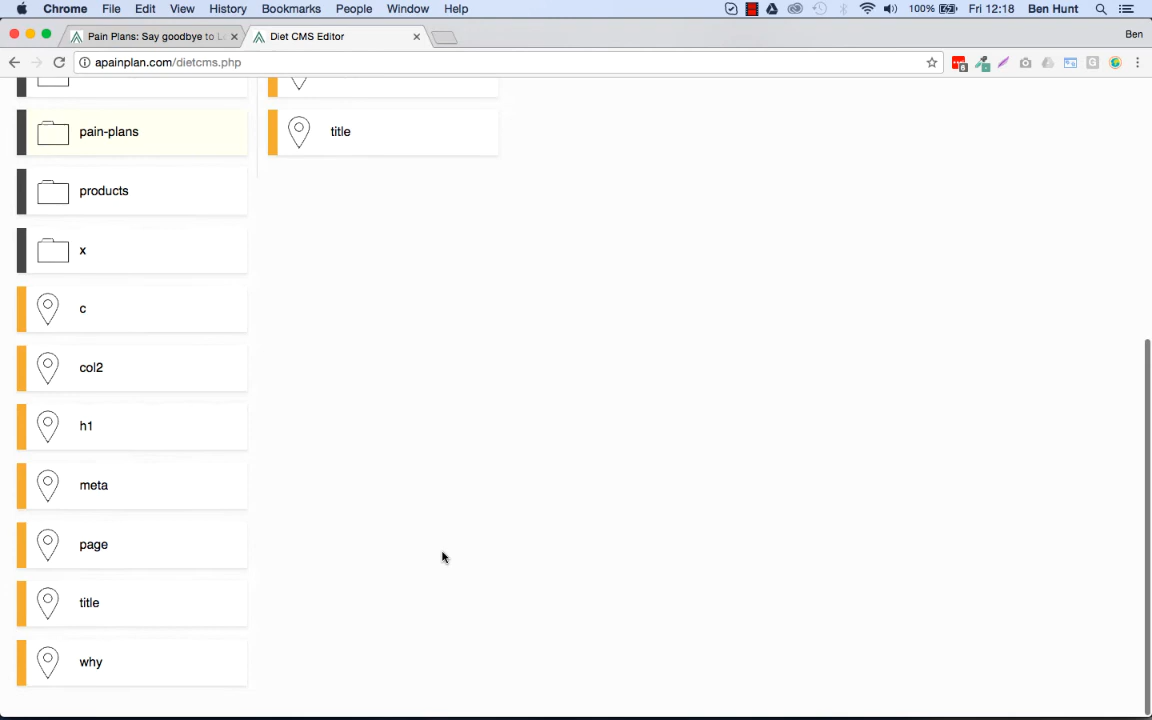 Chrome File Edit View History Bookmarks People Window Help 100% Fri 12:18 Ben Hunt
Pain Plans: Say goodbye to Diet CMS Editor Ben
apainplan.com/dietcms.php
pain-plans
title
products
x
c
col2
h1
meta
page
title
why